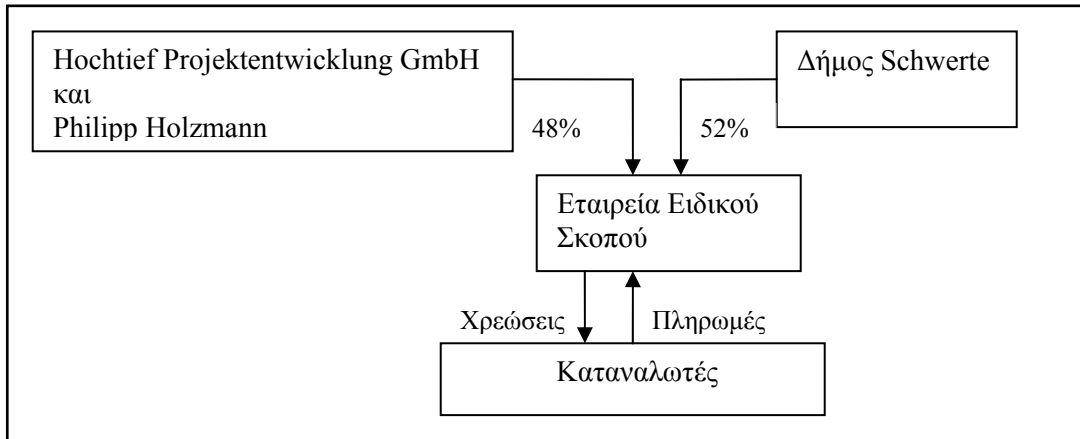 Hochtief Projektentwicklung GmbH
και
Philipp Holzmann
Δήμος Schwerte
48%
52%
Εταιρεία Ειδικού
Σκοπού
Χρεώσεις
Πληρωμές
Καταναλωτές